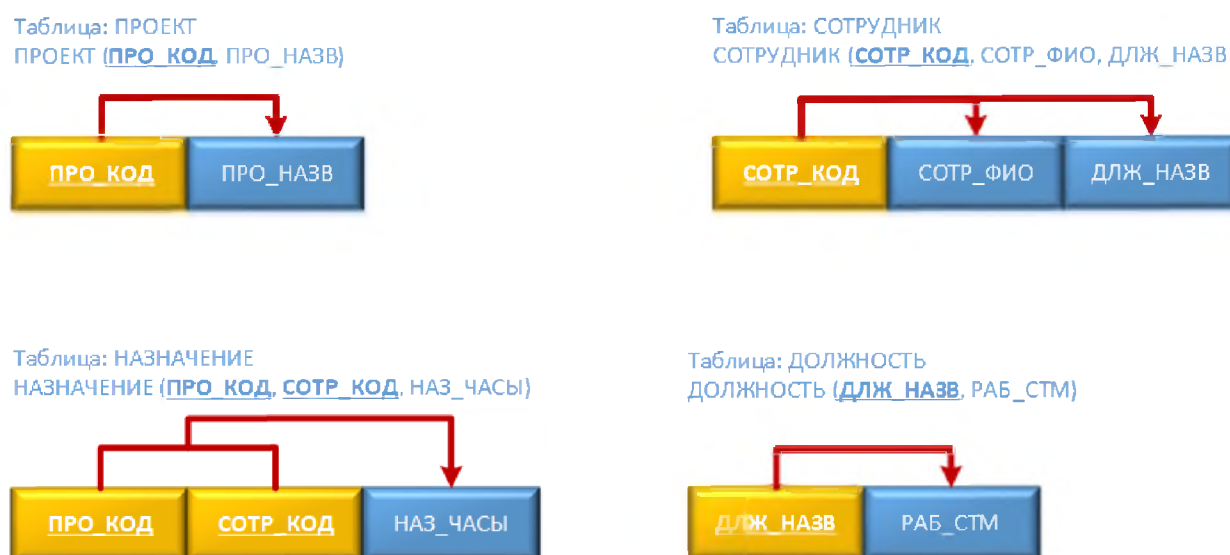 Таблица: ПРОЕКТ
ПРОЕКТ (ПРО_КОД, ПРО_НАЗВ)
ПРО_КОД ПРО_НАЗВ
Таблица: СОТРУДНИК
СОТРУДНИК (СОТР_КОД, СОТР_ФИО, ДЛЖ_НАЗВ
СОТР_КОД СОТР_ФИО ДЛЖ_НАЗВ
Таблица: НАЗНАЧЕНИЕ
НАЗНАЧЕНИЕ (ПРО_КОД, СОТР_КОД, НАЗ_ЧАСЫ)
ПРО_КОД СОТР_КОД НАЗ_ЧАСЫ
Таблица: ДОЛЖНОСТЬ
ДОЛЖНОСТЬ (ДЛЖ_НАЗВ, РАБ_СТМ)
ДЛЖ_НАЗВ РАБ_СТМ